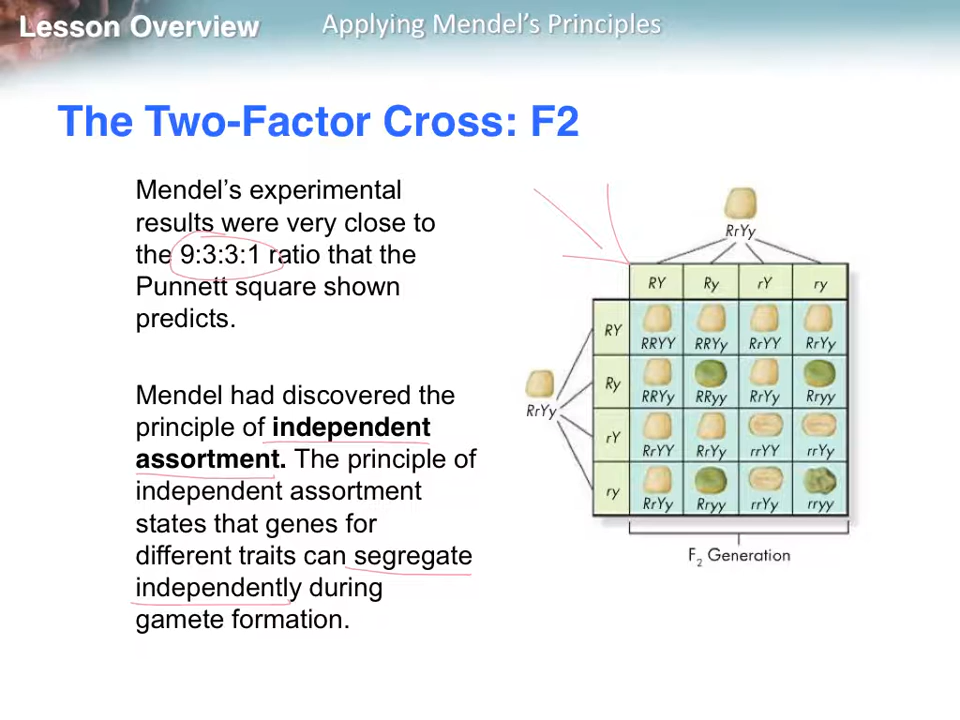 Lesson Overview
Applying Mendel's Principles
The Two-Factor Cross: F2
Mendel's experimental
results were very close to
the 9:3:3:1 ratio that the
Punnett square shown
predicts.
Mendel had discovered the
principle of independent
assortment. The principle of
independent assortment
states that genes for
different traits can segregate
independently during
gamete formation.
RrYy
RY Ry rY ry
RY
RRYY RRYy RrYY RrYy
Ry
RRYy RRyy RrYy Rryy
RrYy
rY
RrYY RrYy rrYY rrYy
ry
RrYy Rryy rrYy rryy
F2 Generation